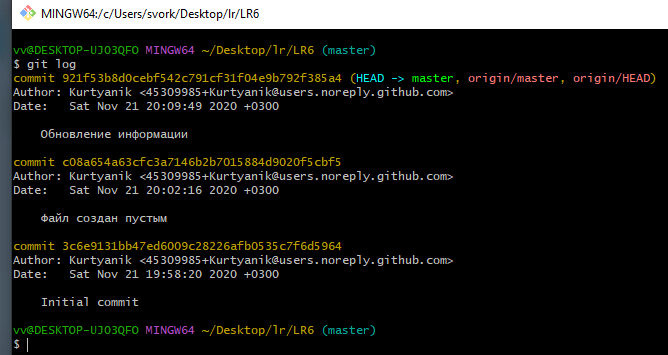 MINGW64:/c/Users/svork/Desktop/lr/LR6
vv@DESKTOP-UJO3QFO MINGW64 ~/Desktop/lr/LR6 (master)
$ git log
commit 921f53b8d0cebf542c791cf31f04e9b792f385a4 (HEAD -> master, origin/master, origin/HEAD)
Author: Kurtyanik <45309985+Kurtyanik@users.noreply.github.com>
Date:   Sat Nov 21 20:09:49 2020 +0300
Обновление информации
commit c08a654a63cfc3a7146b2b7015884d9020f5cbf5
Author: Kurtyanik <45309985+Kurtyanik@users.noreply.github.com>
Date:   Sat Nov 21 20:02:16 2020 +0300
Файл создан пустым
commit 3c6e9131bb47ed6009c28226afb0535c7f6d5964
Author: Kurtyanik <45309985+Kurtyanik@users.noreply.github.com>
Date:   Sat Nov 21 19:58:20 2020 +0300
Initial commit
vv@DESKTOP-UJO3QFO MINGW64 ~/Desktop/lr/LR6 (master)
$